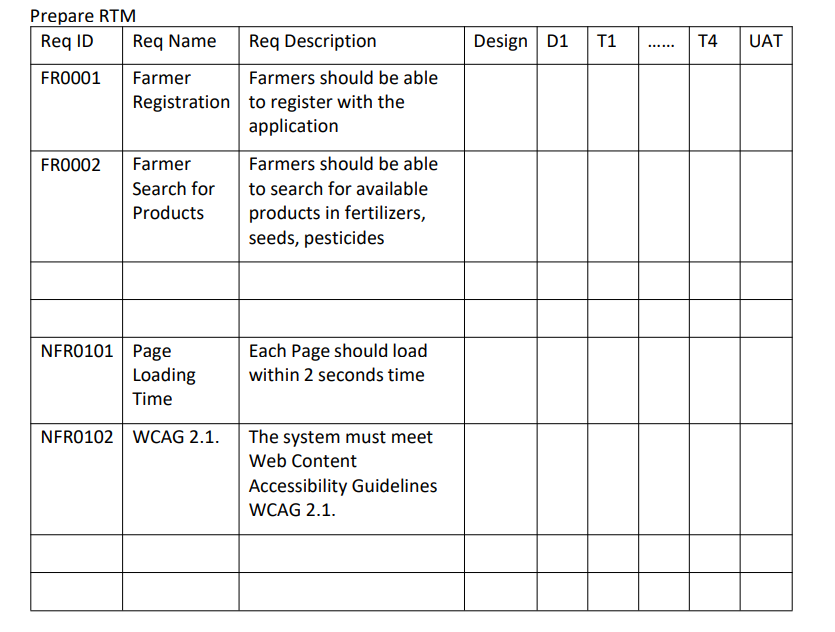 Prepare RTM
Req ID Req Name Req Description Design D1 T1 ...... T4 UAT
FR0001 Farmer Farmers should be able
Registration to register with the
application
FR0002 Farmer Farmers should be able
Search for to search for available
Products products in fertilizers,
seeds, pesticides
NFR0101 Page Each Page should load
Loading within 2 seconds time
Time
NFR0102 WCAG 2.1. The system must meet
Web Content
Accessibility Guidelines
WCAG 2.1.